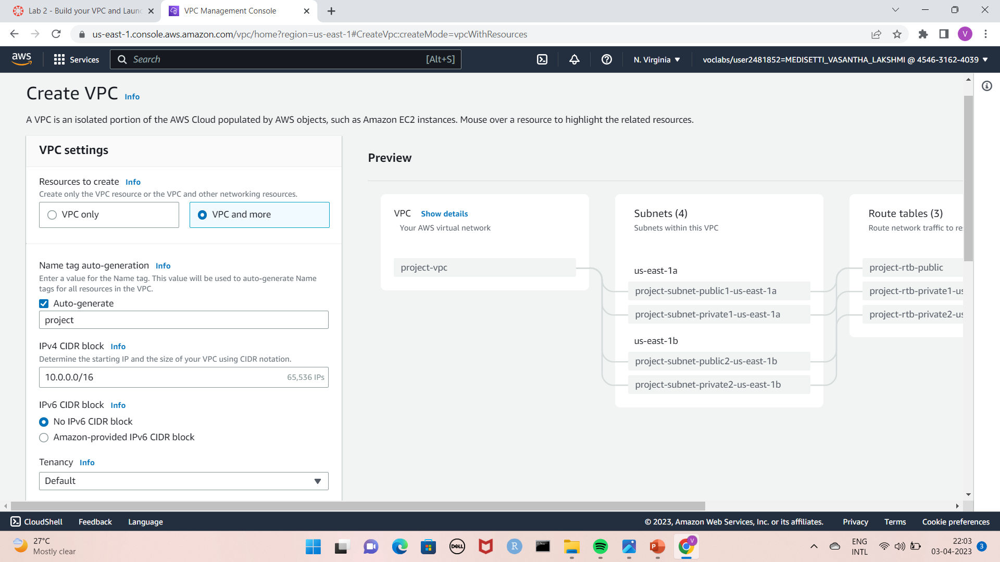 Lab 2 - Build your VPC and Laun
VPC Management Console
us-east-1.console.aws.amazon.com/vpc/home?region=us-east-1#CreateVpc:createMode=vpcWithResources
V
aws
Services
Search
[Alt+S]
N. Virginia
voclabs/user2481852=MEDISETTI_VASANTHA_LAKSHMI @ 4546-3162-4039
Create VPC Info
A VPC is an isolated portion of the AWS Cloud populated by AWS objects, such as Amazon EC2 instances. Mouse over a resource to highlight the related resources.
VPC settings
Resources to create Info
Create only the VPC resource or the VPC and other networking resources.
VPC only
VPC and more
Name tag auto-generation Info
Enter a value for the Name tag. This value will be used to auto-generate Name
tags for all resources in the VPC.
Auto-generate
project
IPv4 CIDR block Info
Determine the starting IP and the size of your VPC using CIDR notation.
10.0.0.0/16
65,536 IPs
IPv6 CIDR block Info
No IPv6 CIDR block
Amazon-provided IPv6 CIDR block
Tenancy Info
Default
Preview
VPC Show details
Your AWS virtual network
project-vpc
Subnets (4)
Subnets within this VPC
us-east-1a
project-subnet-public1-us-east-1a
project-subnet-private1-us-east-1a
us-east-1b
project-subnet-public2-us-east-1b
project-subnet-private2-us-east-1b
Route tables (3)
Route network traffic to re
project-rtb-public
project-rtb-private1-us
project-rtb-private2-us
CloudShell
Feedback
Language
© 2023, Amazon Web Services, Inc. or its affiliates.
Privacy
Terms
Cookie preferences
27°C
Mostly clear
DELL
R
P
V
ENG
INTL
22:03
03-04-2023
3